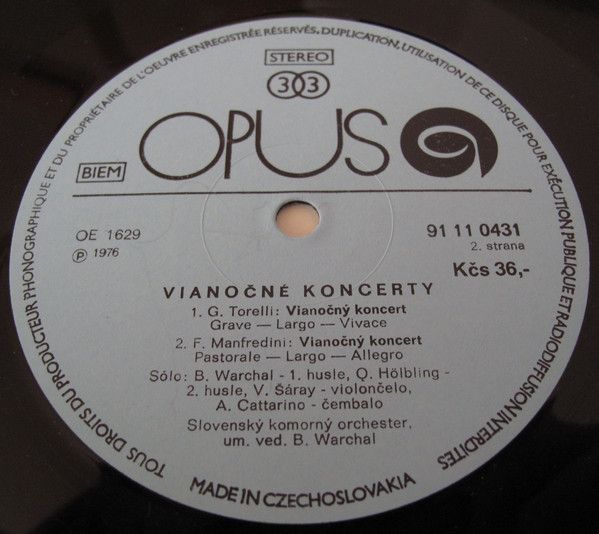 TOUS DROITS DU PRODUCTEUR PHONOGRAPHIQUE ET DU PROPRIÉTAIRE DE L'OEUVRE ENREGISTRÉE RÉSERVÉS. DUPLICATION, UTILISATION DE CE DISQUE POUR EXÉCUTION PUBLIQUE ET RADIODIFFUSION INTERDITES
STEREO
33
OPUS
BIEM
OE 1629
℗ 1976
91 11 0431
2. strana
Kčs 36,-
VIANOČNÉ KONCERTY
1. G. Torelli: Vianočný koncert
Grave — Largo — Vivace
2. F. Manfredini: Vianočný koncert
Pastorale — Largo — Allegro
Sólo: B. Warchal - 1. husle, Q. Hölbling -
2. husle, V. Šáray - violončelo,
A. Cattarino - čembalo
Slovenský komorný orchester,
um. ved. B. Warchal
MADE IN CZECHOSLOVAKIA